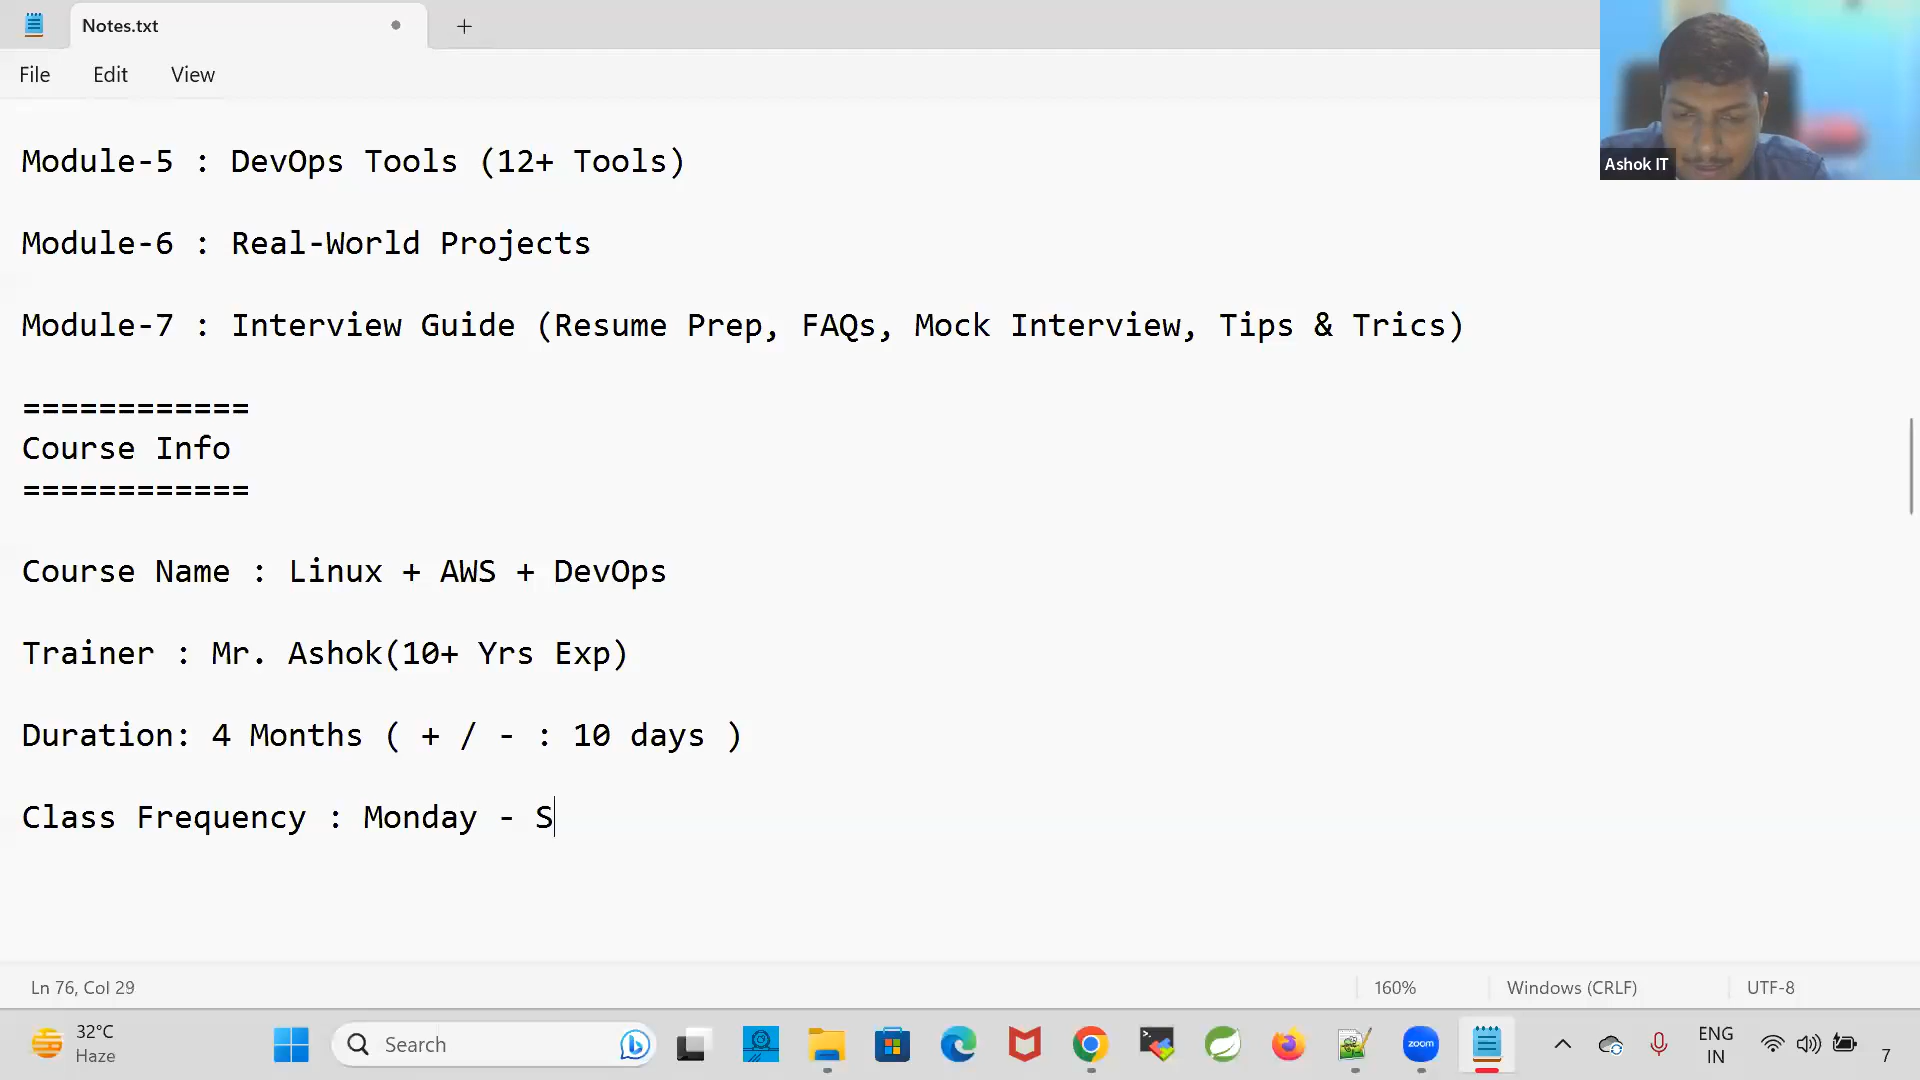 Notes.txt
File Edit View
Ashok IT
Module-5 : DevOps Tools (12+ Tools)
Module-6 : Real-World Projects
Module-7 : Interview Guide (Resume Prep, FAQs, Mock Interview, Tips & Trics)
============
Course Info
============
Course Name : Linux + AWS + DevOps
Trainer : Mr. Ashok(10+ Yrs Exp)
Duration: 4 Months ( + / - : 10 days )
Class Frequency : Monday - S
Ln 76, Col 29
160%
Windows (CRLF)
UTF-8
32°C
Haze
Search
zoom
ENG
IN
7